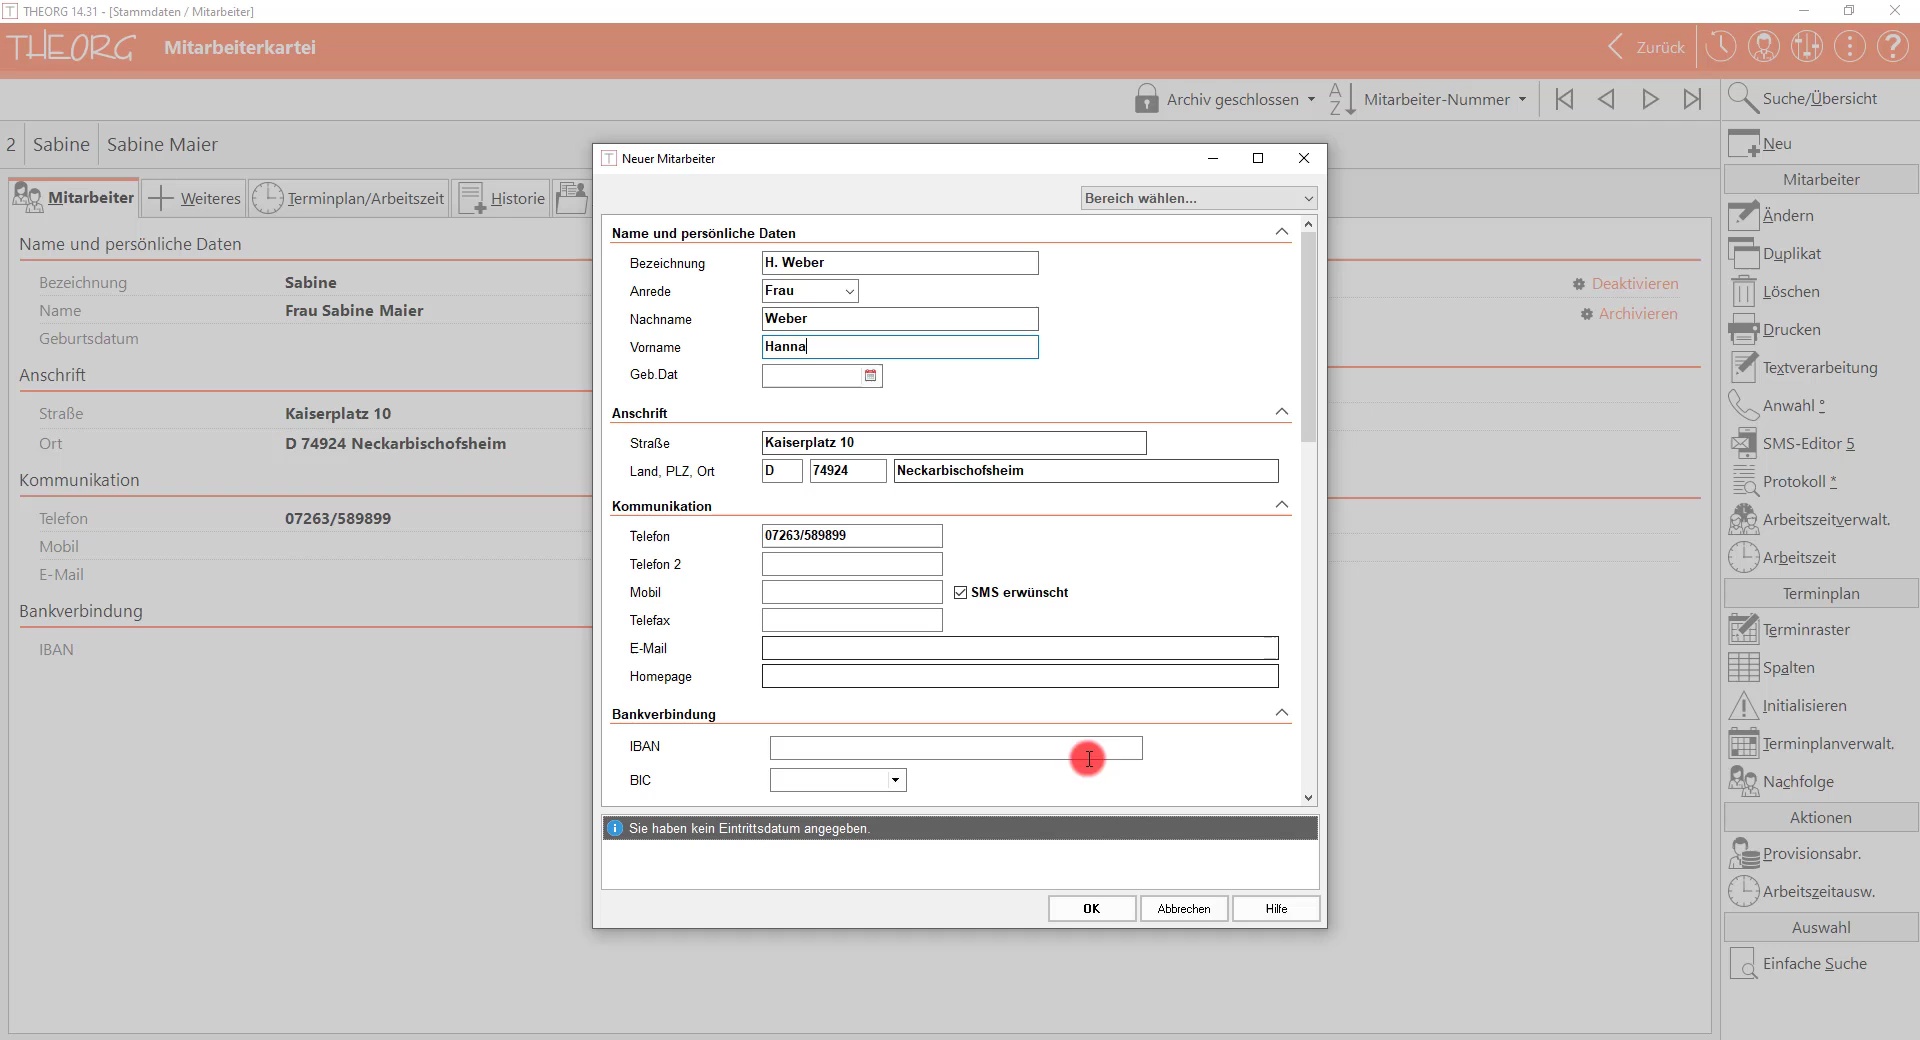 THEORG 14.31 - [Stammdaten / Mitarbeiter]
THEORG Mitarbeiterkartei Zurück
Archiv geschlossen Mitarbeiter-Nummer Suche/Übersicht
2 Sabine Sabine Maier
Mitarbeiter Weiteres Terminplan/Arbeitszeit Historie
Name und persönliche Daten
Bezeichnung Sabine
Name Frau Sabine Maier
Geburtsdatum
Anschrift
Straße Kaiserplatz 10
Ort D 74924 Neckarbischofsheim
Kommunikation
Telefon 07263/589899
Mobil
E-Mail
Bankverbindung
IBAN
Deaktivieren
Archivieren
Neuer Mitarbeiter
Bereich wählen...
Name und persönliche Daten
Bezeichnung H. Weber
Anrede Frau
Nachname Weber
Vorname Hanna
Geb.Dat
Anschrift
Straße Kaiserplatz 10
Land, PLZ, Ort D 74924 Neckarbischofsheim
Kommunikation
Telefon 07263/589899
Telefon 2
Mobil SMS erwünscht
Telefax
E-Mail
Homepage
Bankverbindung
IBAN
BIC
Sie haben kein Eintrittsdatum angegeben.
OK Abbrechen Hilfe
Neu
Mitarbeiter
Ändern
Duplikat
Löschen
Drucken
Textverarbeitung
Anwahl °
SMS-Editor 5
Protokoll *
Arbeitszeitverwalt.
Arbeitszeit
Terminplan
Terminraster
Spalten
Initialisieren
Terminplanverwalt.
Nachfolge
Aktionen
Provisionsabr.
Arbeitszeitausw.
Auswahl
Einfache Suche